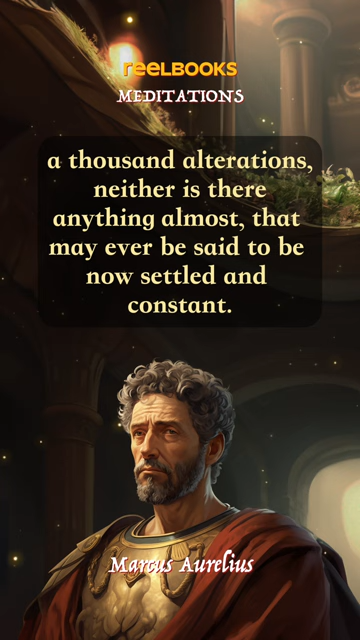 reelBOOKS
MEDITATIONS
a thousand alterations,
neither is there
anything almost, that
may ever be said to be
now settled and
constant.
Marcus Aurelius